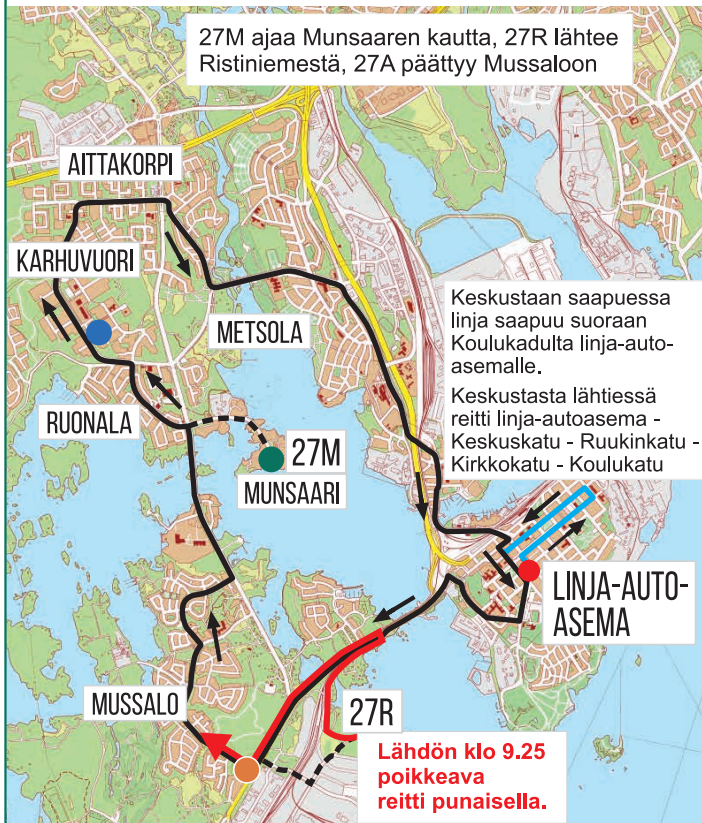 27M ajaa Munsaaren kautta, 27R lähtee
Ristiniemestä, 27A päättyy Mussaloon
AITTAKORPI
KARHUVUORI
METSOLA
Keskustaan saapuessa
linja saapuu suoraan
Koulukadulta linja-auto-
asemalle.
Keskustasta lähtiessä
reitti linja-autoasema -
Keskuskatu - Ruukinkatu -
Kirkkokatu - Koulukatu
RUONALA
27M
MUNSAARI
LINJA-AUTO-
ASEMA
MUSSALO
27R
Lähdön klo 9.25
poikkeava
reitti punaisella.